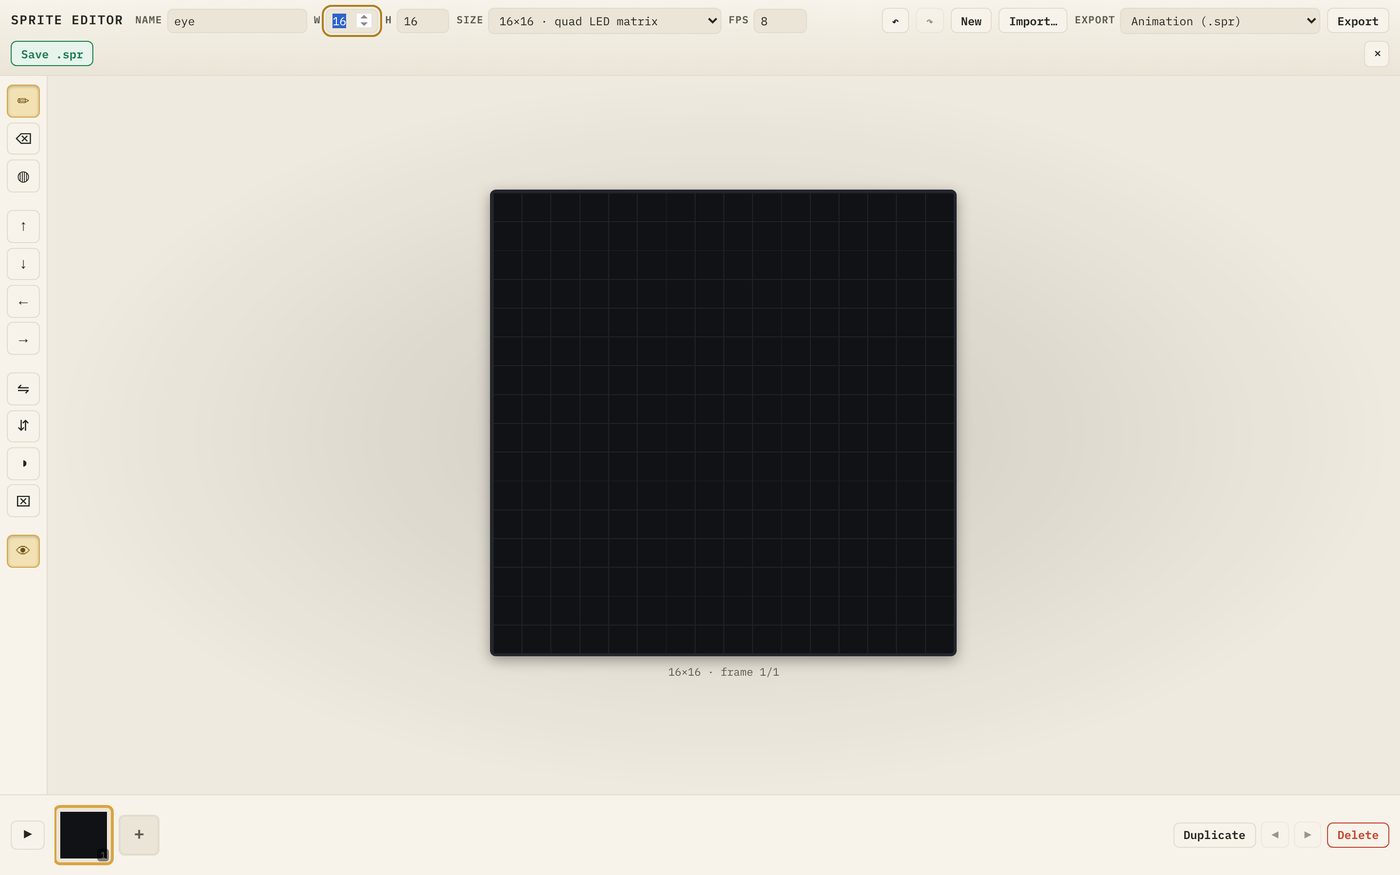 SPRITE EDITOR NAME eye W 16 H 16 SIZE 16×16 · quad LED matrix FPS 8 New Import… EXPORT Animation (.spr) Export
Save .spr ×
16×16 · frame 1/1
+ Duplicate Delete